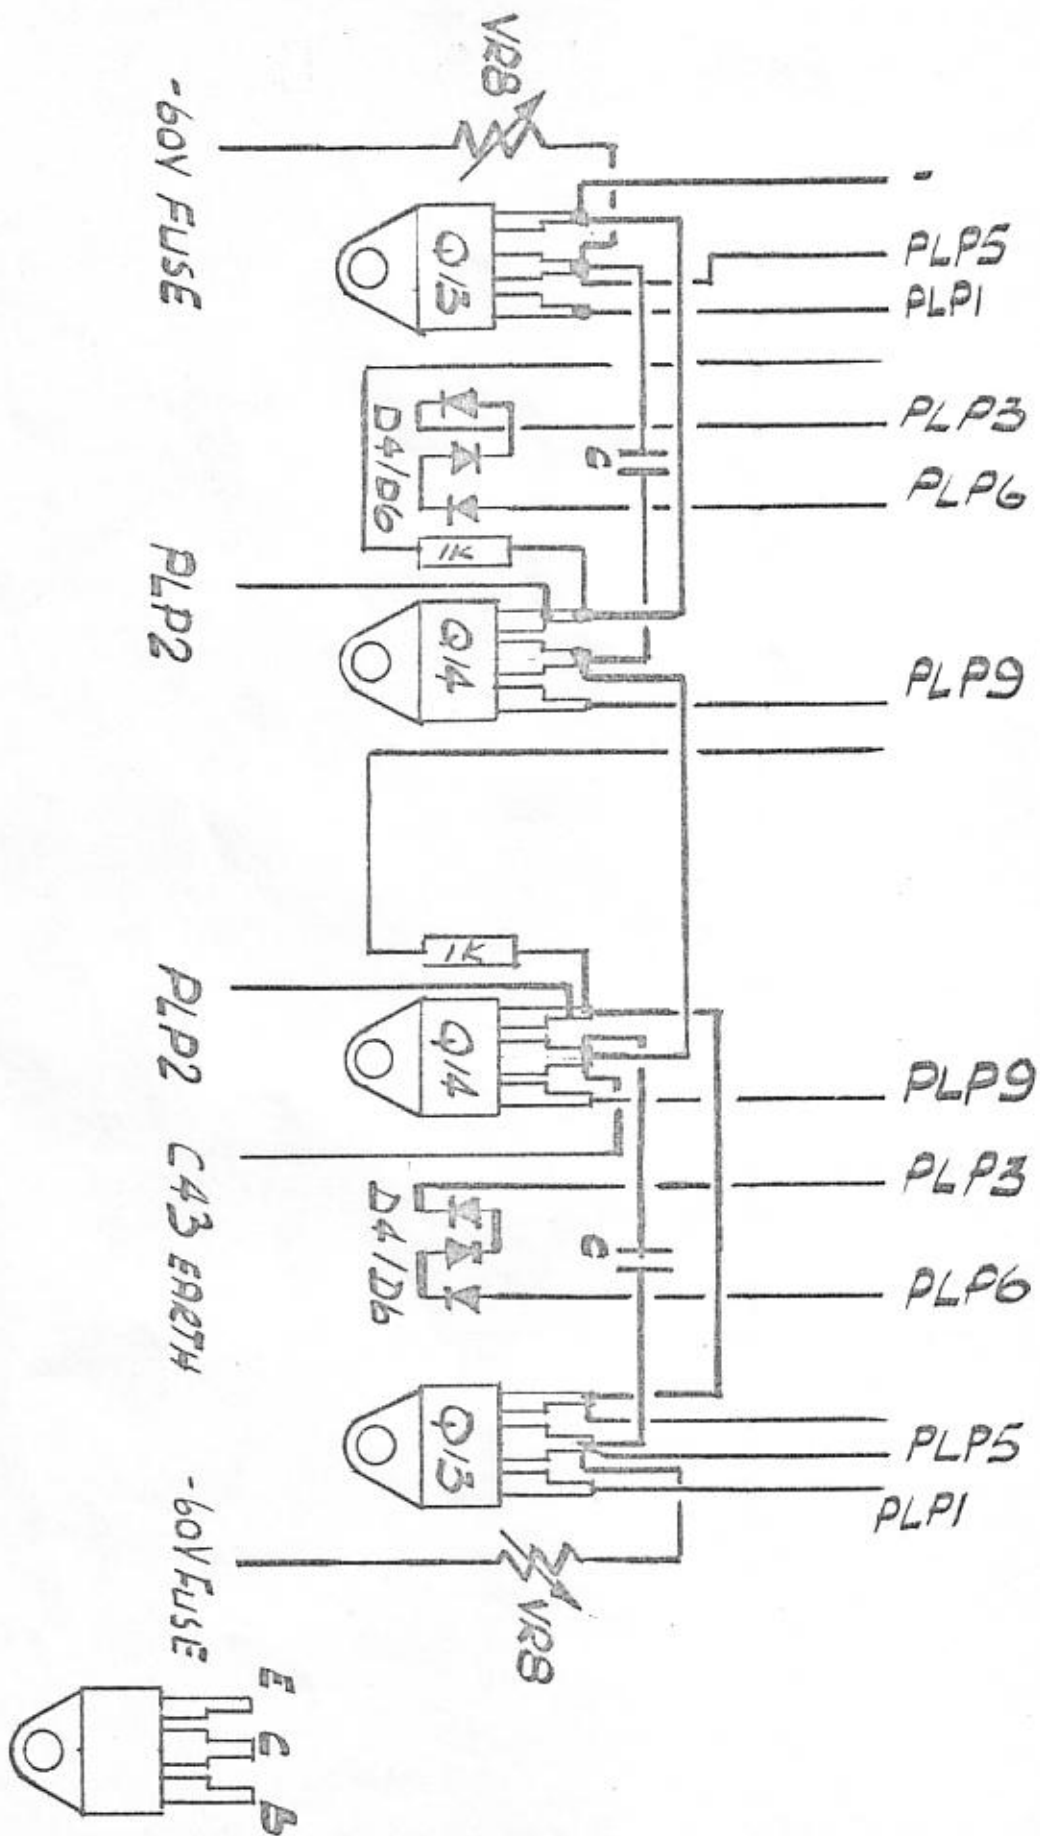 VR8
-60V FUSE
-
PLP5
PLP1
Q13
PLP3
D4/D6
C
PLP6
1K
PLP2
Q14
PLP9
1K
PLP2
Q14
PLP9
C43 EARTH
PLP3
D4/D6
C
PLP6
PLP5
Q13
PLP1
-60V FUSE
VR8
E
C
B